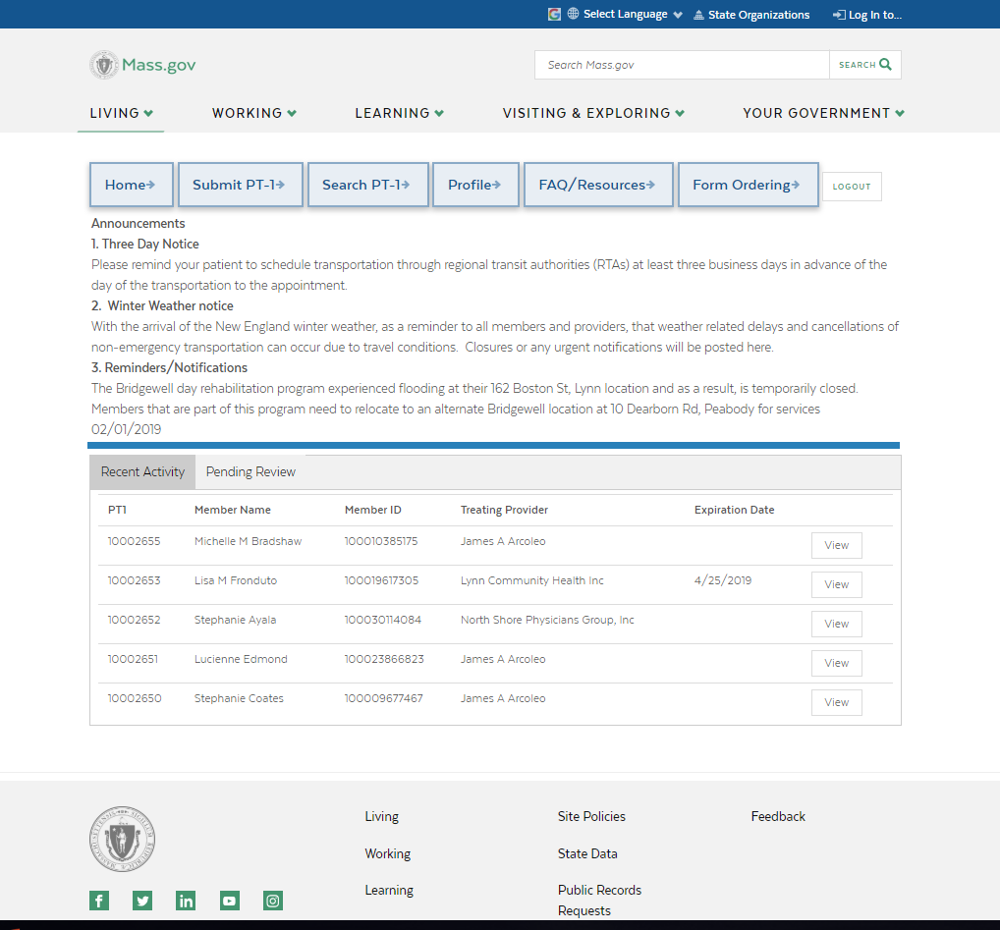 Select Language State Organizations Log In to...
Mass.gov
Search Mass.gov SEARCH
LIVING WORKING LEARNING VISITING & EXPLORING YOUR GOVERNMENT
Home Submit PT-1 Search PT-1 Profile FAQ/Resources Form Ordering LOGOUT
Announcements
1. Three Day Notice
Please remind your patient to schedule transportation through regional transit authorities (RTAs) at least three business days in advance of the
day of the transportation to the appointment.
2. Winter Weather notice
With the arrival of the New England winter weather, as a reminder to all members and providers, that weather related delays and cancellations of
non-emergency transportation can occur due to travel conditions. Closures or any urgent notifications will be posted here.
3. Reminders/Notifications
The Bridgewell day rehabilitation program experienced flooding at their 162 Boston St, Lynn location and as a result, is temporarily closed.
Members that are part of this program need to relocate to an alternate Bridgewell location at 10 Dearborn Rd, Peabody for services
02/01/2019
Recent Activity Pending Review
PT1 Member Name Member ID Treating Provider Expiration Date
10002655 Michelle M Bradshaw 100010385175 James A Arcoleo View
10002653 Lisa M Fronduto 100019617305 Lynn Community Health Inc 4/25/2019 View
10002652 Stephanie Ayala 100030114084 North Shore Physicians Group, Inc View
10002651 Lucienne Edmond 100023866823 James A Arcoleo View
10002650 Stephanie Coates 100009677467 James A Arcoleo View
Living Site Policies Feedback
Working State Data
Learning Public Records
Requests